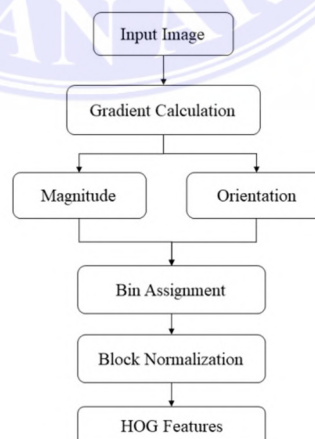 Input Image
Gradient Calculation
Magnitude
Orientation
Bin Assignment
Block Normalization
HOG Features